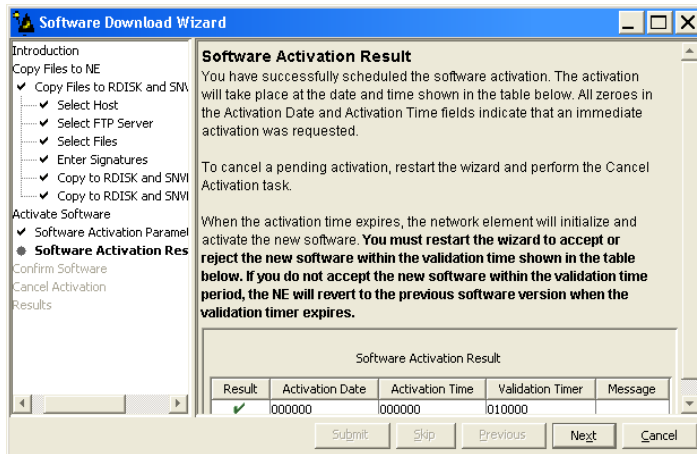 Software Download Wizard
Introduction
Copy Files to NE
Copy Files to RDISK and SNV
Select Host
Select FTP Server
Select Files
Enter Signatures
Copy to RDISK and SNVI
Copy to RDISK and SNVI
Activate Software
Software Activation Paramet
Software Activation Res
Confirm Software
Cancel Activation
Results
Software Activation Result
You have successfully scheduled the software activation. The activation
will take place at the date and time shown in the table below. All zeroes in
the Activation Date and Activation Time fields indicate that an immediate
activation was requested.
To cancel a pending activation, restart the wizard and perform the Cancel
Activation task.
When the activation time expires, the network element will initialize and
activate the new software. You must restart the wizard to accept or
reject the new software within the validation time shown in the table
below. If you do not accept the new software within the validation time
period, the NE will revert to the previous software version when the
validation timer expires.
Software Activation Result
Result Activation Date Activation Time Validation Timer Message
000000 000000 010000
Submit Skip Previous Next Cancel